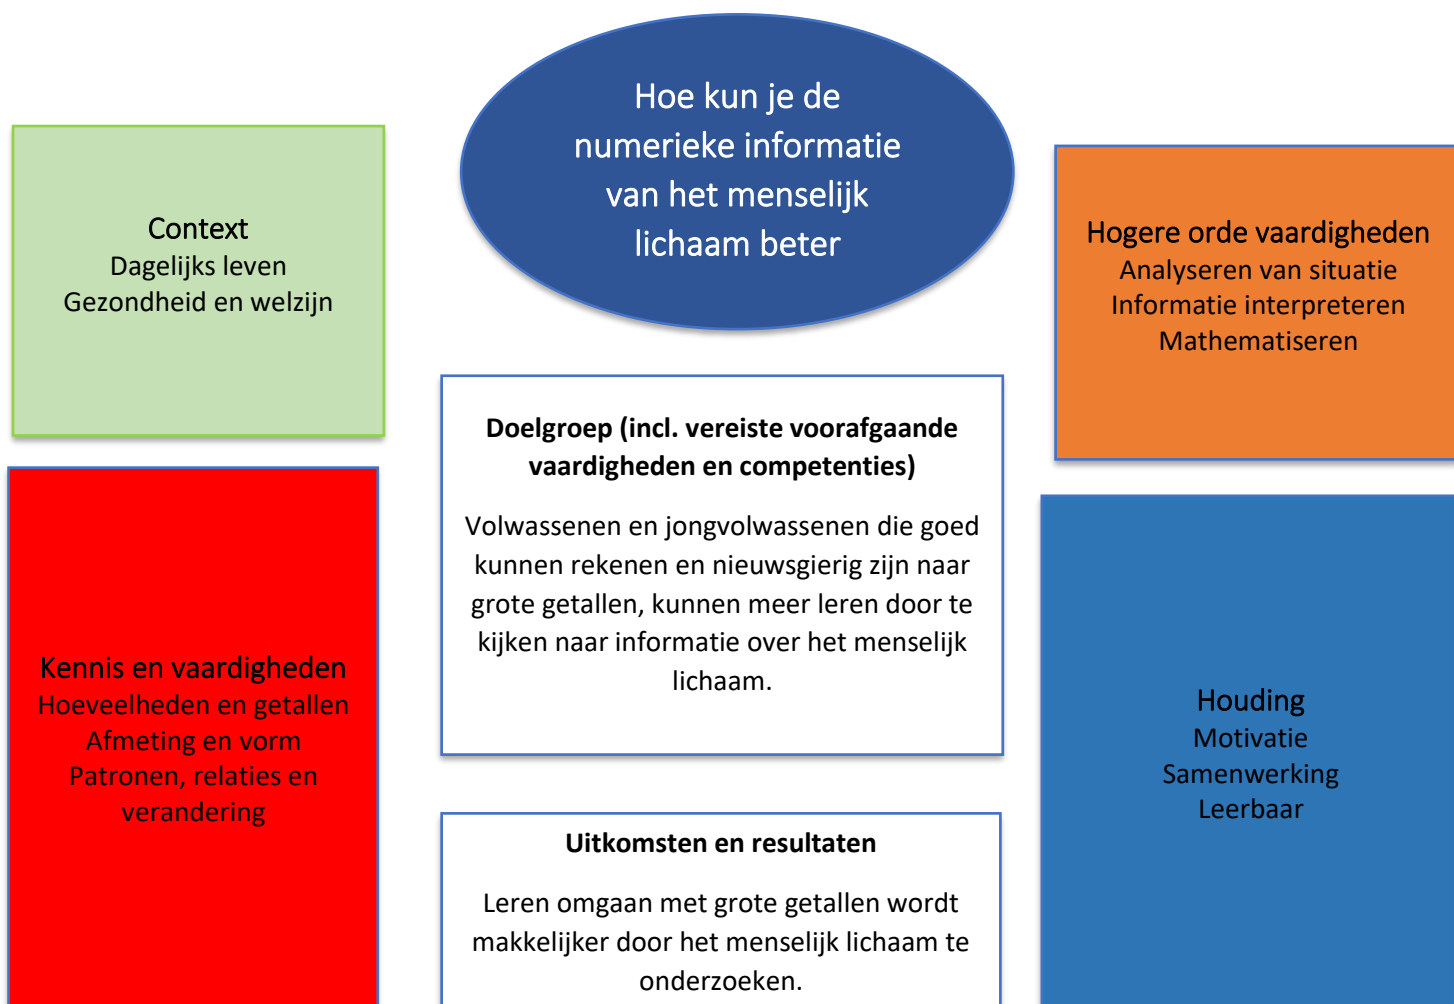 Hoe kun je de
numerieke informatie
van het menselijk
lichaam beter
Context
Dagelijks leven
Gezondheid en welzijn
Hogere orde vaardigheden
Analyseren van situatie
Informatie interpreteren
Mathematiseren
Doelgroep (incl. vereiste voorafgaande
vaardigheden en competenties)
Volwassenen en jongvolwassenen die goed
kunnen rekenen en nieuwsgierig zijn naar
grote getallen, kunnen meer leren door te
kijken naar informatie over het menselijk
lichaam.
Kennis en vaardigheden
Hoeveelheden en getallen
Afmeting en vorm
Patronen, relaties en
verandering
Houding
Motivatie
Samenwerking
Leerbaar
Uitkomsten en resultaten
Leren omgaan met grote getallen wordt
makkelijker door het menselijk lichaam te
onderzoeken.